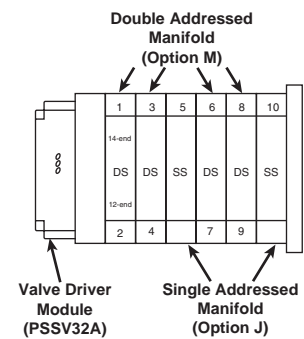 Double Addressed
Manifold
(Option M)
1 3 5 6 8 10
14-end
DS DS SS DS DS SS
12-end
2 4 7 9
Valve Driver
Module
(PSSV32A)
Single Addressed
Manifold
(Option J)